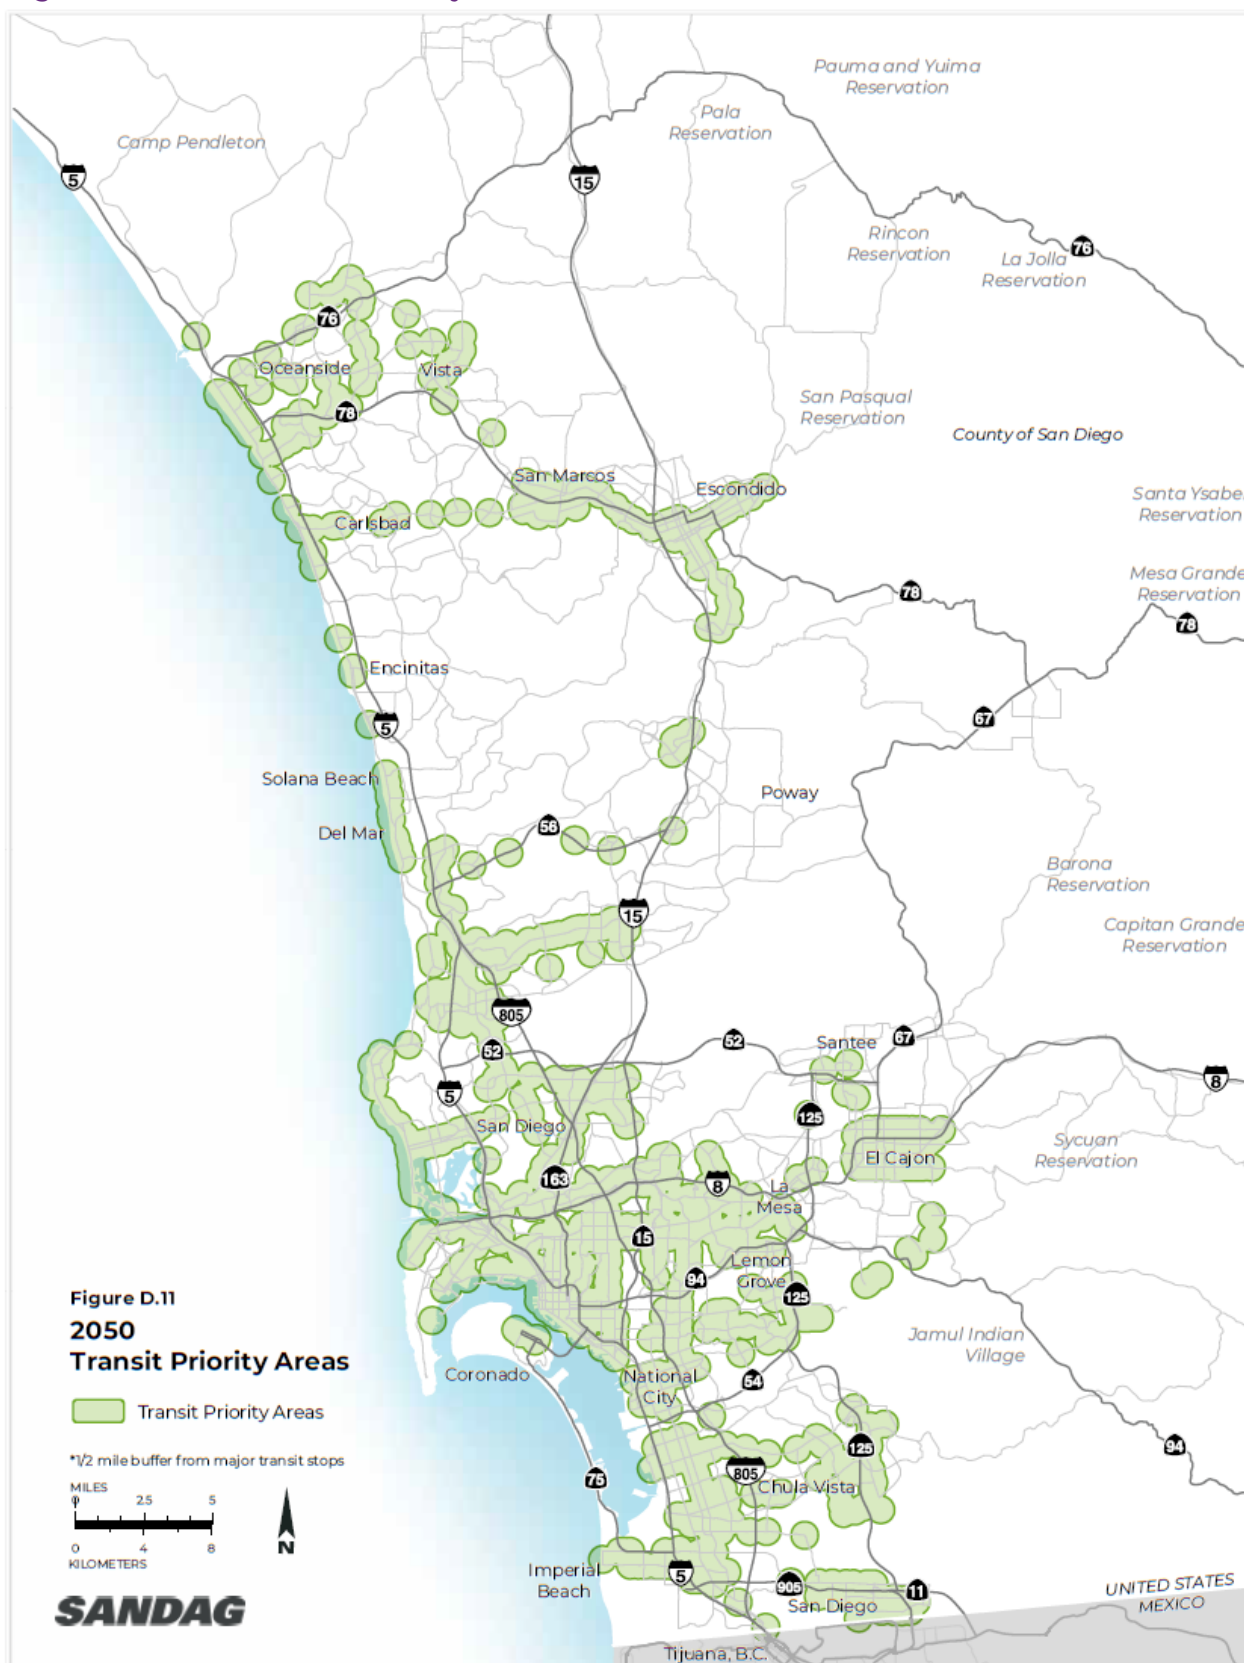 Pauma and Yuima
Reservation
Pala
Reservation
Camp Pendleton
5
15
Rincon
Reservation
76
La Jolla
Reservation
76
Oceanside
Vista
78
San Pasqual
Reservation
County of San Diego
San Marcos
Escondido
Santa Ysabe
Reservation
Carlsbad
Mesa Grande
Reservation
78
78
Encinitas
67
5
Solana Beach
Poway
Del Mar
56
Barona
Reservation
15
Capitan Grande
Reservation
805
52
52
Santee
67
5
8
125
San Diego
Sycuan
Reservation
El Cajon
163
8
La
Mesa
15
Lemon
Grove
94
125
Figure D.11
2050
Transit Priority Areas
Jamul Indian
Village
Coronado
National
City
54
Transit Priority Areas
125
94
*1/2 mile buffer from major transit stops
805
75
Chula Vista
MILES
0 2.5 5
0 4 8
KILOMETERS
N
Imperial
Beach
5
905
11
San Diego
UNITED STATES
MEXICO
SANDAG
Tijuana, B.C.